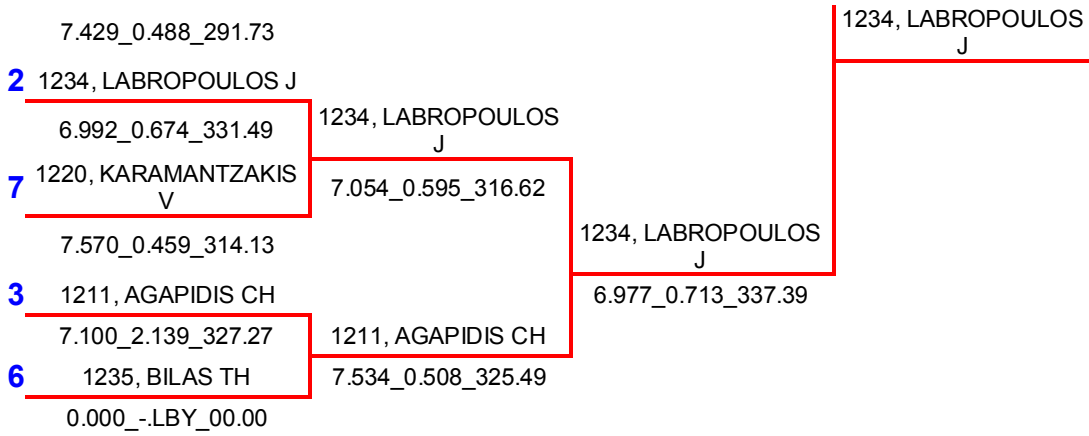 1234, LABROPOULOS
J
7.429_0.488_291.73
2 1234, LABROPOULOS J
6.992_0.674_331.49
1234, LABROPOULOS
J
7 1220, KARAMANTZAKIS
V
7.054_0.595_316.62
7.570_0.459_314.13
1234, LABROPOULOS
J
3 1211, AGAPIDIS CH
6.977_0.713_337.39
7.100_2.139_327.27
1211, AGAPIDIS CH
6 1235, BILAS TH
7.534_0.508_325.49
0.000_-.LBY_00.00